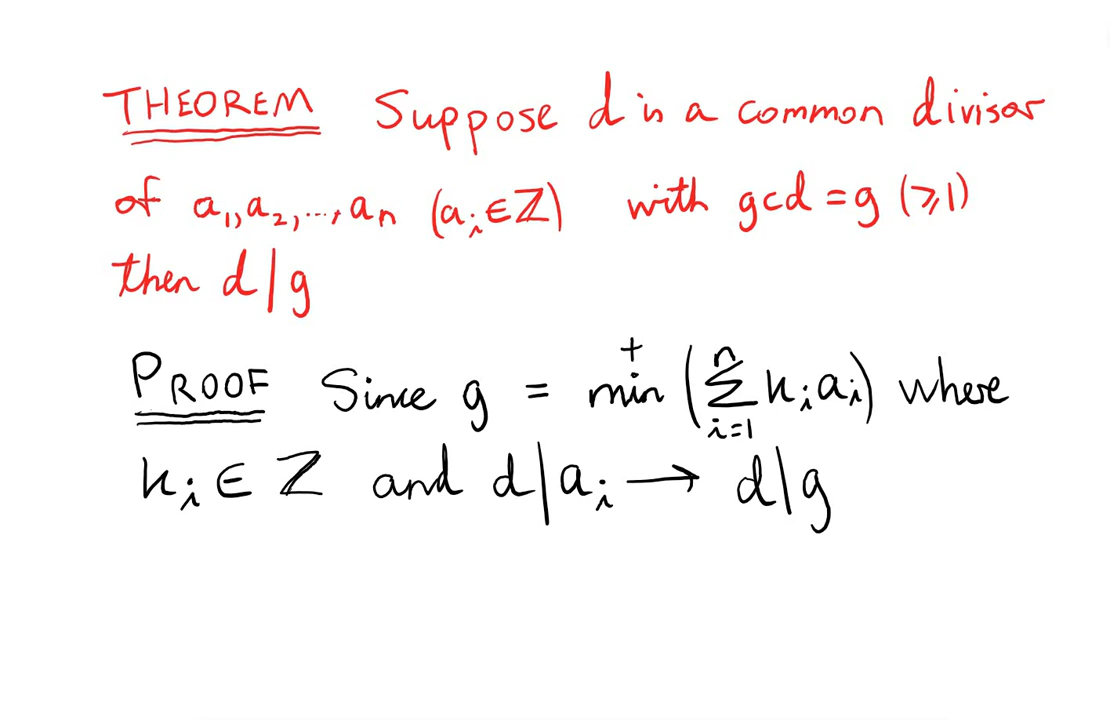 THEOREM Suppose d is a common divisor
of a₁, a₂, ..., aₙ (aᵢ ∈ ℤ) with gcd = g (⩾1)
then d | g
PROOF Since g = min⁺ (∑ᵢ₌₁ⁿ kᵢaᵢ) where
kᵢ ∈ ℤ and d | aᵢ ⟶ d | g